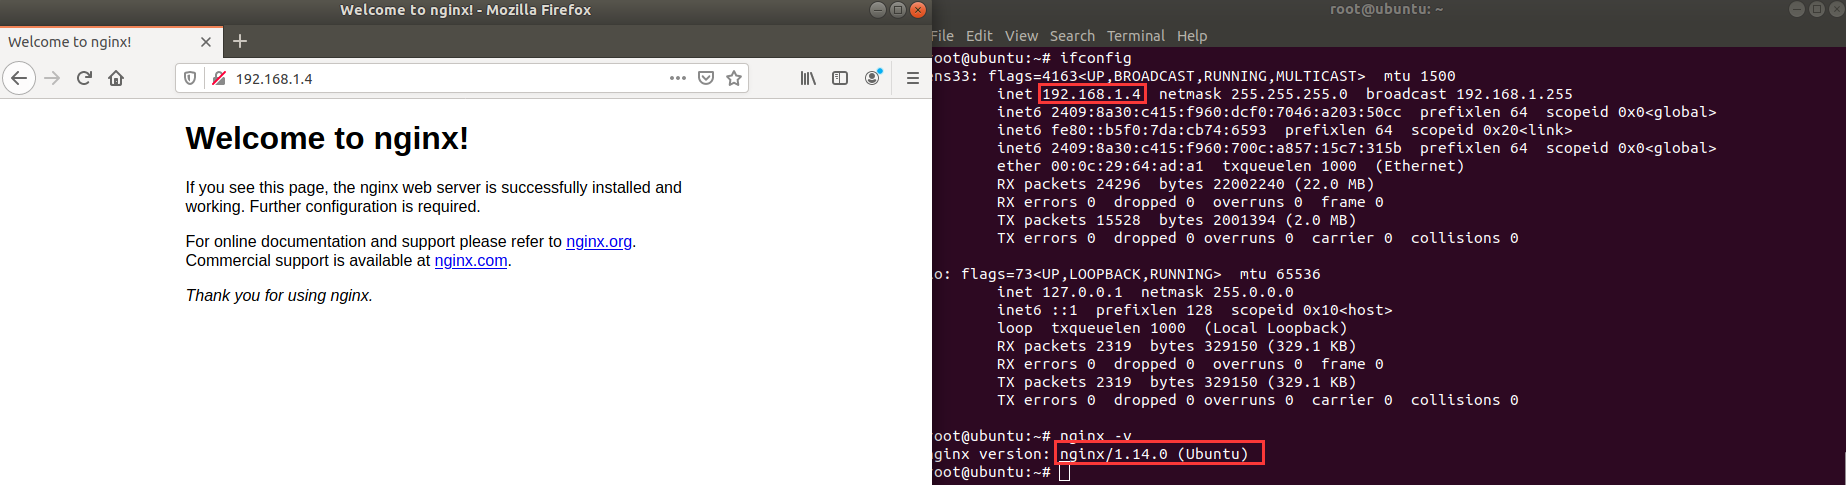 Welcome to nginx! - Mozilla Firefox
Welcome to nginx!
192.168.1.4
Welcome to nginx!
If you see this page, the nginx web server is successfully installed and
working. Further configuration is required.
For online documentation and support please refer to nginx.org.
Commercial support is available at nginx.com.
Thank you for using nginx.
root@ubuntu: ~
File Edit View Search Terminal Help
root@ubuntu:~# ifconfig
ens33: flags=4163<UP,BROADCAST,RUNNING,MULTICAST>  mtu 1500
inet 192.168.1.4  netmask 255.255.255.0  broadcast 192.168.1.255
inet6 2409:8a30:c415:f960:dcf0:7046:a203:50cc  prefixlen 64  scopeid 0x0<global>
inet6 fe80::b5f0:7da:cb74:6593  prefixlen 64  scopeid 0x20<link>
inet6 2409:8a30:c415:f960:700c:a857:15c7:315b  prefixlen 64  scopeid 0x0<global>
ether 00:0c:29:64:ad:a1  txqueuelen 1000  (Ethernet)
RX packets 24296  bytes 22002240 (22.0 MB)
RX errors 0  dropped 0  overruns 0  frame 0
TX packets 15528  bytes 2001394 (2.0 MB)
TX errors 0  dropped 0 overruns 0  carrier 0  collisions 0
lo: flags=73<UP,LOOPBACK,RUNNING>  mtu 65536
inet 127.0.0.1  netmask 255.0.0.0
inet6 ::1  prefixlen 128  scopeid 0x10<host>
loop  txqueuelen 1000  (Local Loopback)
RX packets 2319  bytes 329150 (329.1 KB)
RX errors 0  dropped 0  overruns 0  frame 0
TX packets 2319  bytes 329150 (329.1 KB)
TX errors 0  dropped 0 overruns 0  carrier 0  collisions 0
root@ubuntu:~# nginx -v
nginx version: nginx/1.14.0 (Ubuntu)
root@ubuntu:~#